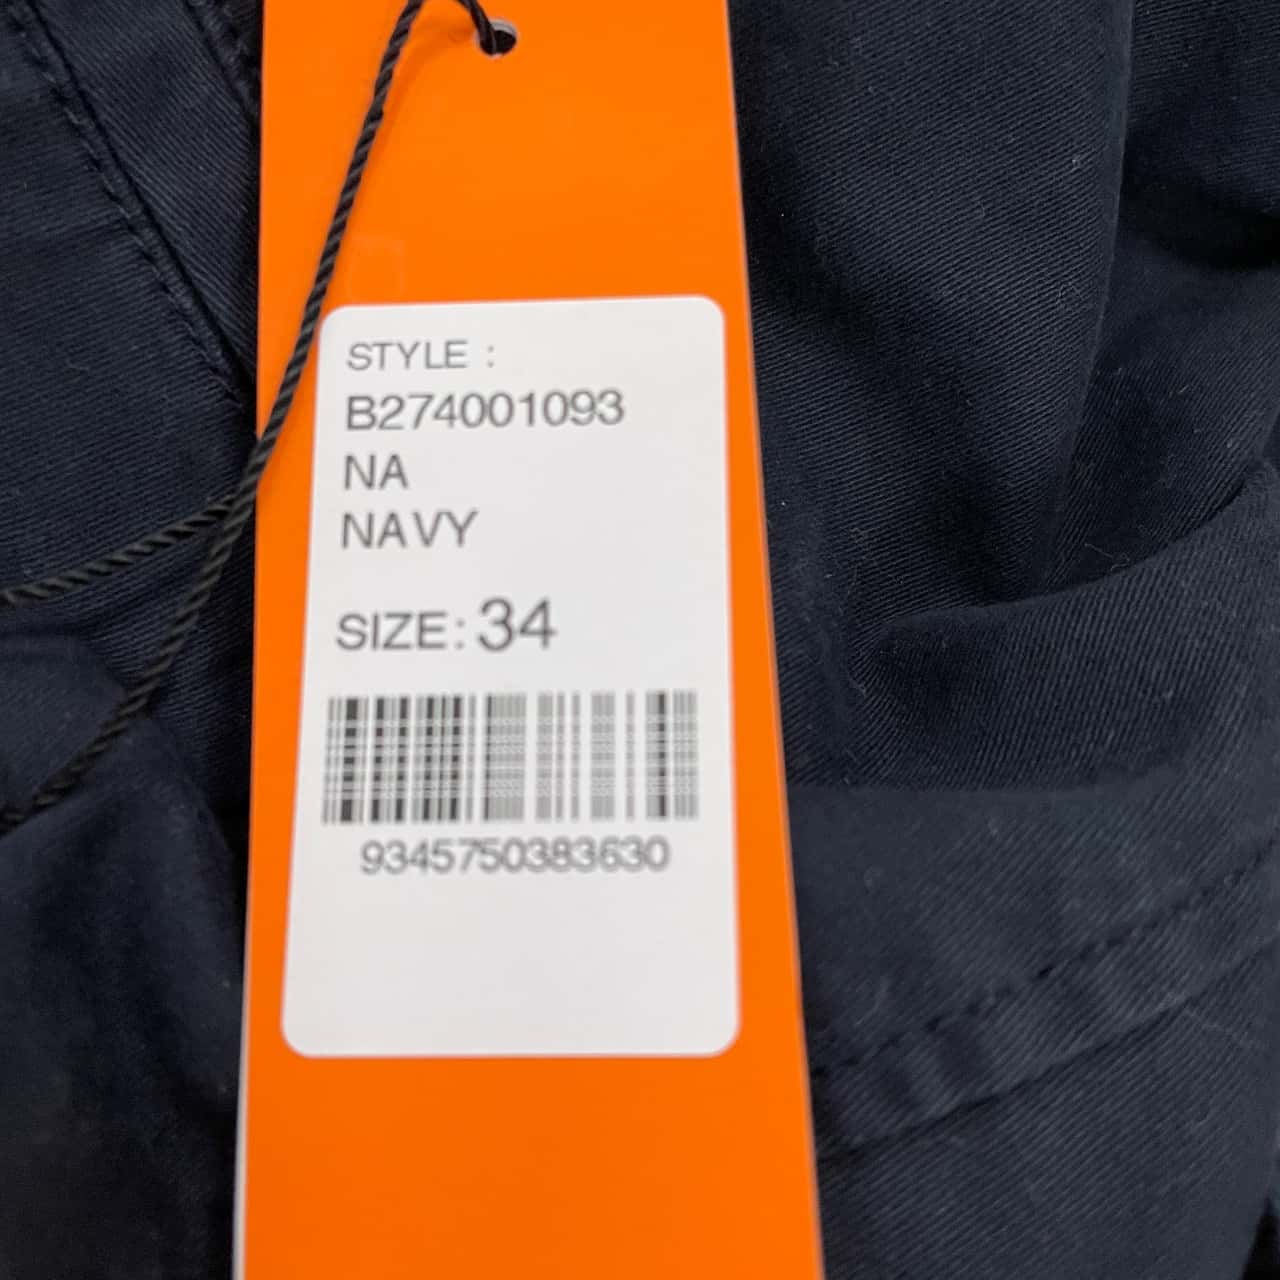 STYLE :
B274001093
NA
NAVY
SIZE: 34
9345750383630